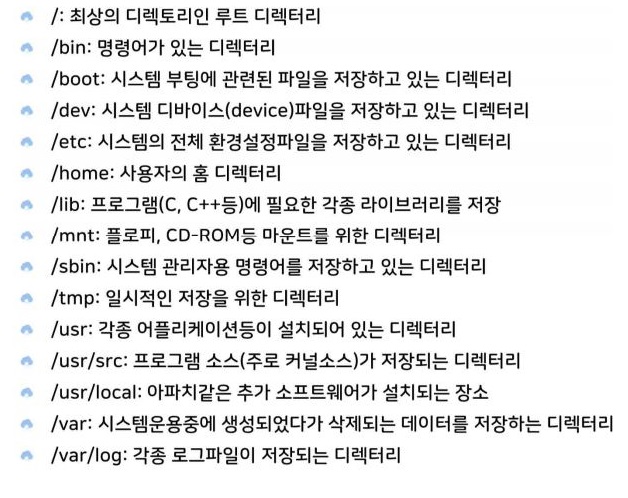 /: 최상의 디렉토리인 루트 디렉터리
/bin: 명령어가 있는 디렉터리
/boot: 시스템 부팅에 관련된 파일을 저장하고 있는 디렉터리
/dev: 시스템 디바이스(device)파일을 저장하고 있는 디렉터리
/etc: 시스템의 전체 환경설정파일을 저장하고 있는 디렉터리
/home: 사용자의 홈 디렉터리
/lib: 프로그램(C, C++등)에 필요한 각종 라이브러리를 저장
/mnt: 플로피, CD-ROM등 마운트를 위한 디렉터리
/sbin: 시스템 관리자용 명령어를 저장하고 있는 디렉터리
/tmp: 일시적인 저장을 위한 디렉터리
/usr: 각종 어플리케이션등이 설치되어 있는 디렉터리
/usr/src: 프로그램 소스(주로 커널소스)가 저장되는 디렉터리
/usr/local: 아파치같은 추가 소프트웨어가 설치되는 장소
/var: 시스템운용중에 생성되었다가 삭제되는 데이터를 저장하는 디렉터리
/var/log: 각종 로그파일이 저장되는 디렉터리